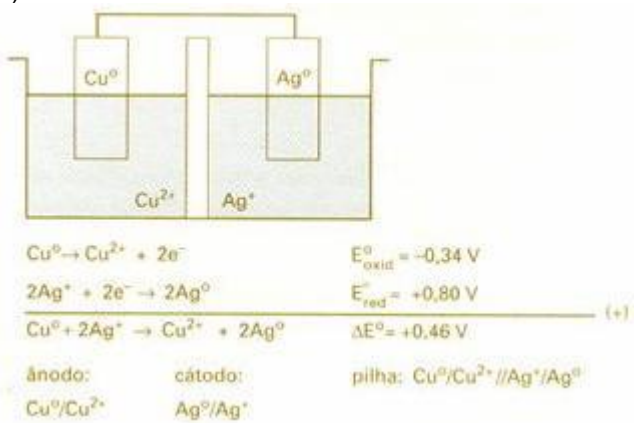 Cu° Ag°
Cu²⁺ Ag⁺
Cu° → Cu²⁺ + 2e⁻ E°oxid = –0,34 V
2Ag⁺ + 2e⁻ → 2Ag° E°red = +0,80 V
(+)
Cu° + 2Ag⁺ → Cu²⁺ + 2Ag° ΔE° = +0,46 V
ânodo: cátodo: pilha: Cu°/Cu²⁺//Ag⁺/Ag°
Cu°/Cu²⁺ Ag°/Ag⁺